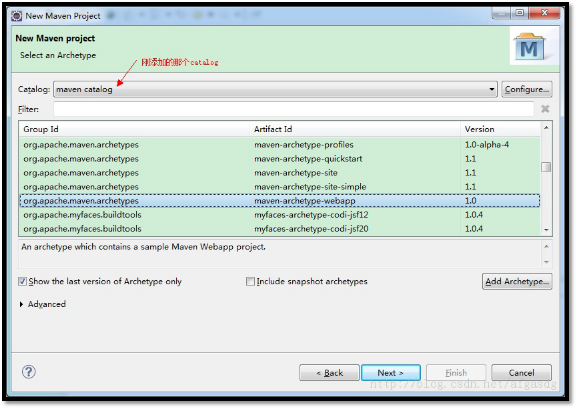 New Maven Project
New Maven project
Select an Archetype
刚添加的那个catalog
Catalog: maven catalog Configure...
Filter:
Group Id Artifact Id Version
org.apache.maven.archetypes maven-archetype-profiles 1.0-alpha-4
org.apache.maven.archetypes maven-archetype-quickstart 1.1
org.apache.maven.archetypes maven-archetype-site 1.1
org.apache.maven.archetypes maven-archetype-site-simple 1.1
org.apache.maven.archetypes maven-archetype-webapp 1.0
org.apache.myfaces.buildtools myfaces-archetype-codi-jsf12 1.0.4
org.apache.myfaces.buildtools myfaces-archetype-codi-jsf20 1.0.4
An archetype which contains a sample Maven Webapp project.
Show the last version of Archetype only Include snapshot archetypes Add Archetype...
Advanced
< Back Next > Finish Cancel
http://blog.csdn.net/afgasdg